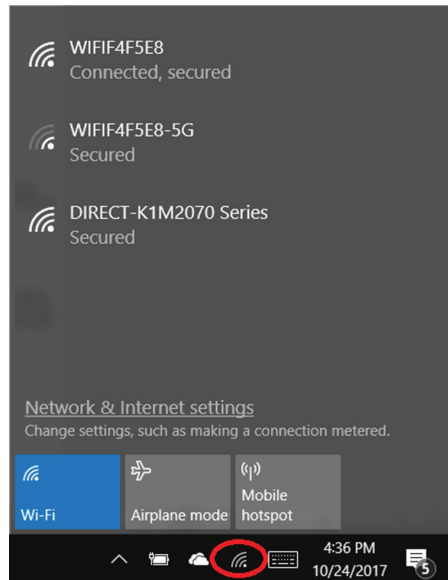 WIFIF4F5E8
Connected, secured
WIFIF4F5E8-5G
Secured
DIRECT-K1M2070 Series
Secured
Network & Internet settings
Change settings, such as making a connection metered.
Wi-Fi
Airplane mode
Mobile
hotspot
4:36 PM
10/24/2017
5